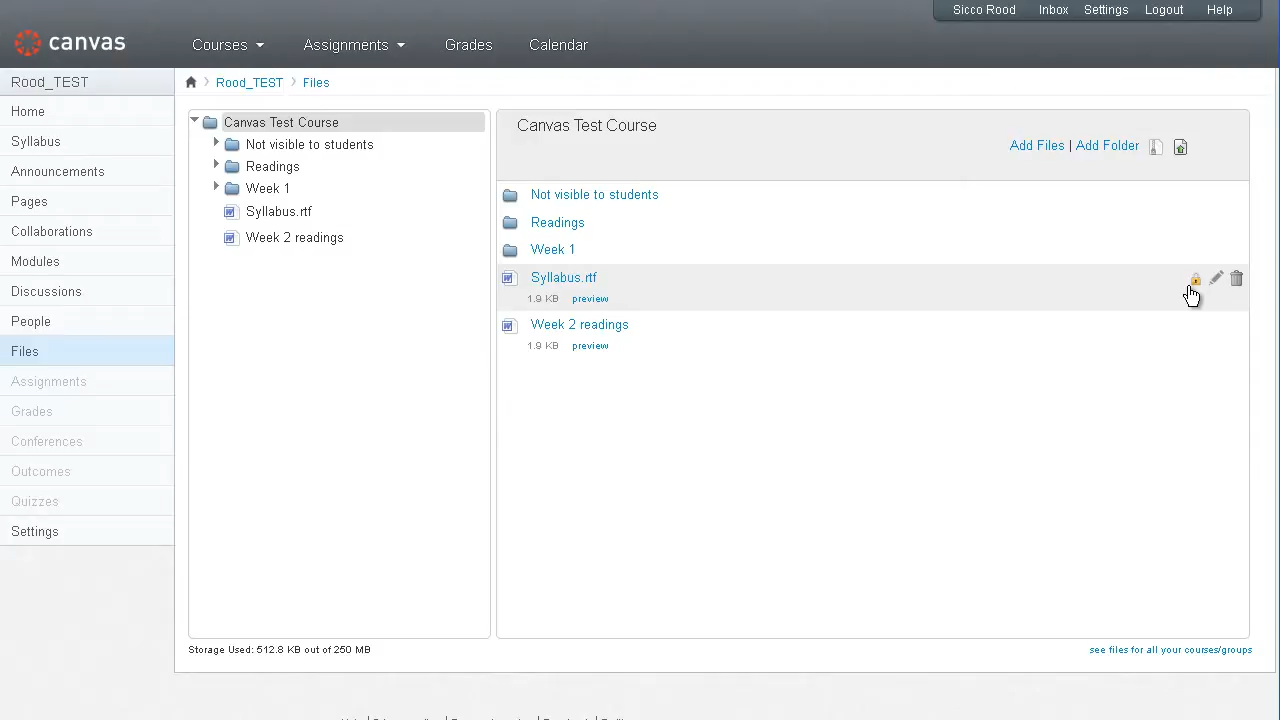 Sicco Rood Inbox Settings Logout Help
canvas Courses Assignments Grades Calendar
Rood_TEST
Home
Syllabus
Announcements
Pages
Collaborations
Modules
Discussions
People
Files
Assignments
Grades
Conferences
Outcomes
Quizzes
Settings
Rood_TEST Files
Canvas Test Course
Not visible to students
Readings
Week 1
Syllabus.rtf
Week 2 readings
Canvas Test Course
Add Files | Add Folder
Not visible to students
Readings
Week 1
Syllabus.rtf
1.9 KB preview
Week 2 readings
1.9 KB preview
Storage Used: 512.8 KB out of 250 MB
see files for all your courses/groups